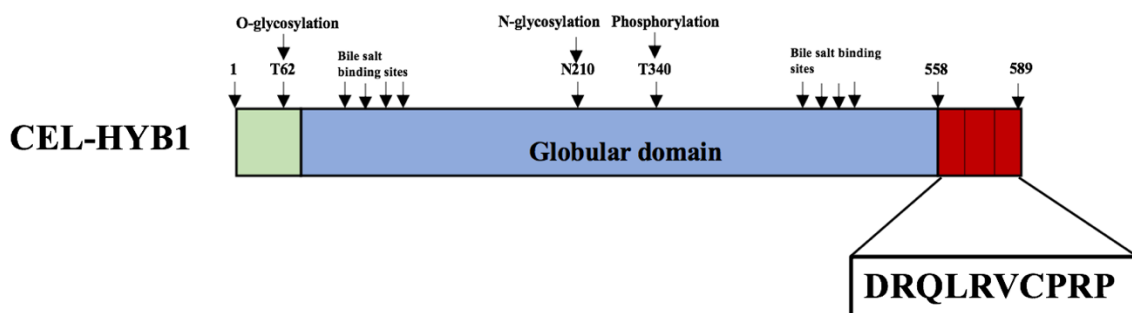 O-glycosylation
N-glycosylation
Phosphorylation
1
T62
Bile salt
binding sites
N210
T340
Bile salt binding
sites
558
589
CEL-HYB1
Globular domain
DRQLRVCPRP